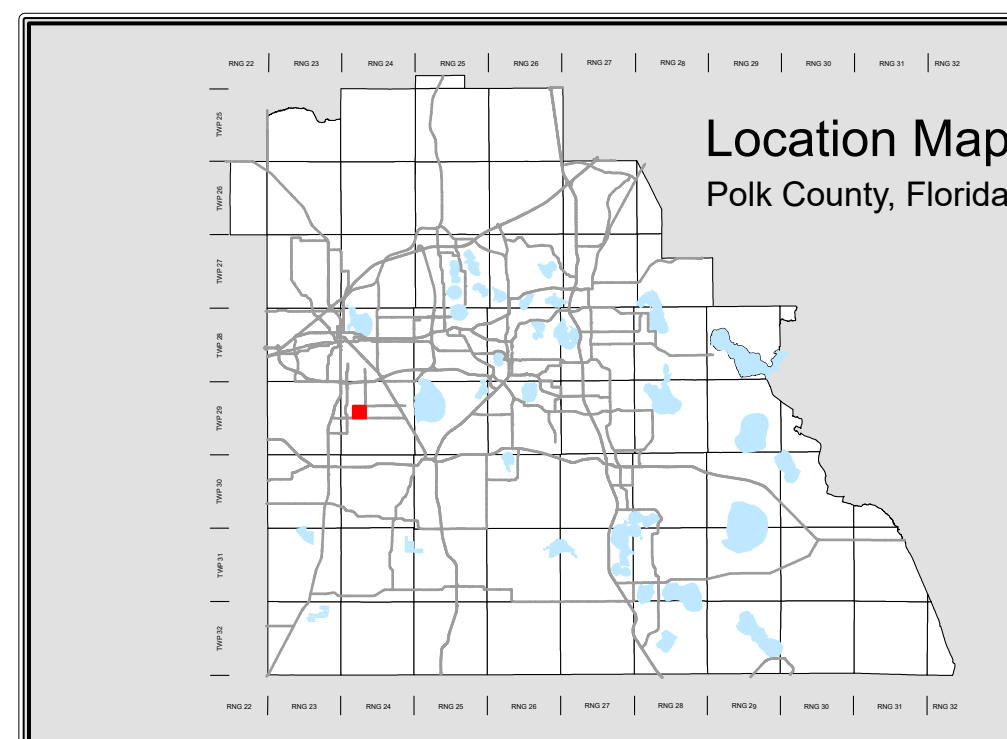 RNG 22 RNG 23 RNG 24 RNG 25 RNG 26 RNG 27 RNG 28 RNG 29 RNG 30 RNG 31 RNG 32
Location Map
Polk County, Florida
TWP 25
TWP 26
TWP 27
TWP 28
TWP 29
TWP 30
TWP 31
TWP 32
RNG 22 RNG 23 RNG 24 RNG 25 RNG 26 RNG 27 RNG 28 RNG 29 RNG 30 RNG 31 RNG 32